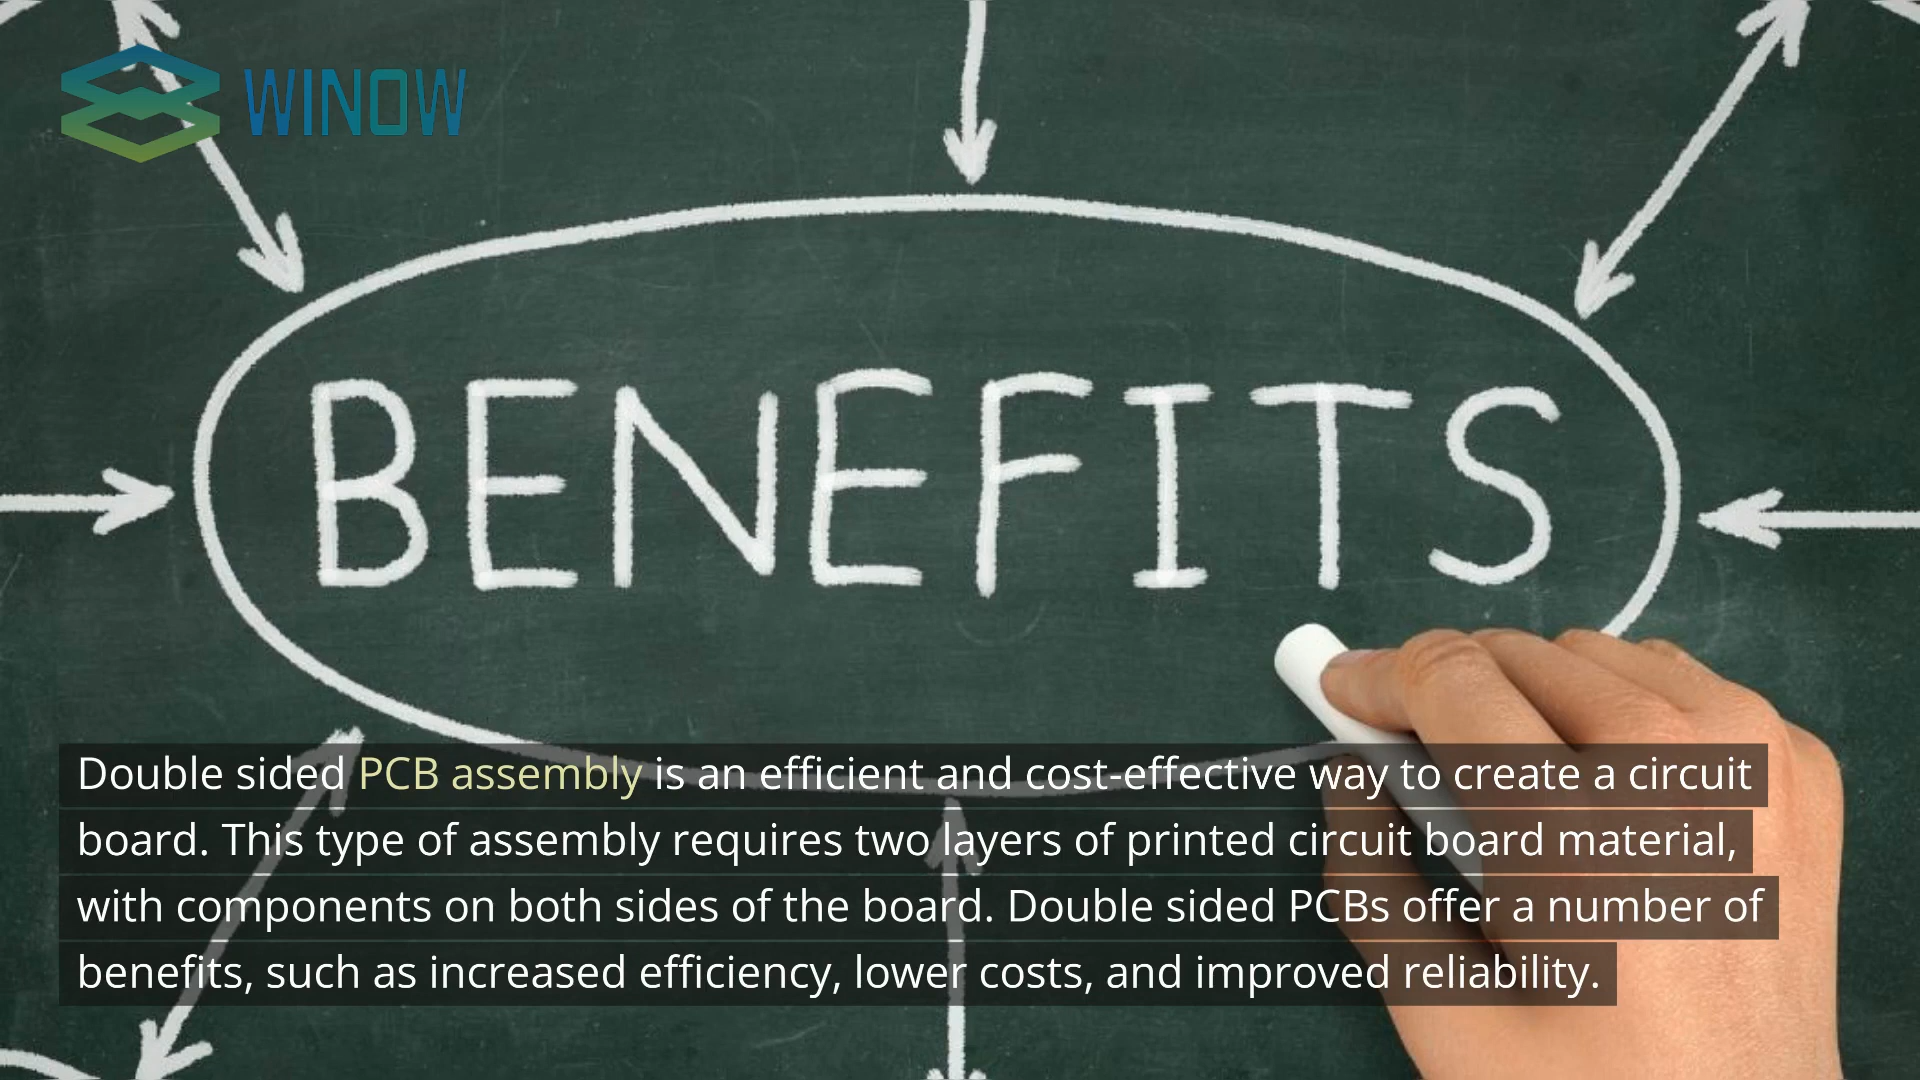 WINOW
BENEFITS
Double sided PCB assembly is an efficient and cost-effective way to create a circuit
board. This type of assembly requires two layers of printed circuit board material,
with components on both sides of the board. Double sided PCBs offer a number of
benefits, such as increased efficiency, lower costs, and improved reliability.